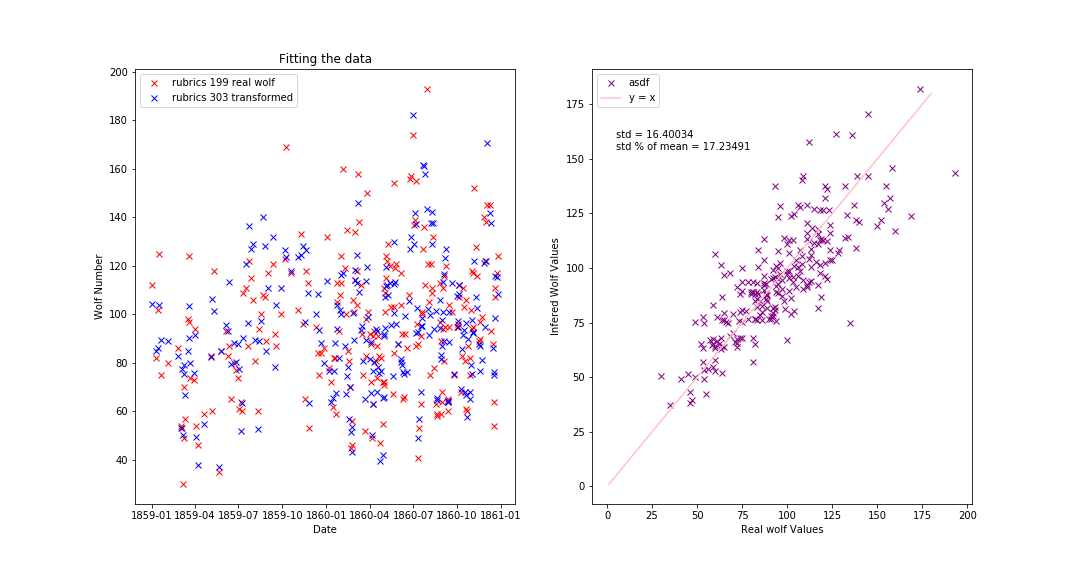 Fitting the data
rubrics 199 real wolf
rubrics 303 transformed
Wolf Number
200
180
160
140
120
100
80
60
40
1859-01 1859-04 1859-07 1859-10 1860-01 1860-04 1860-07 1860-10 1861-01
Date
asdf
y = x
std = 16.40034
std % of mean = 17.23491
Infered Wolf Values
175
150
125
100
75
50
25
0
0 25 50 75 100 125 150 175 200
Real wolf Values